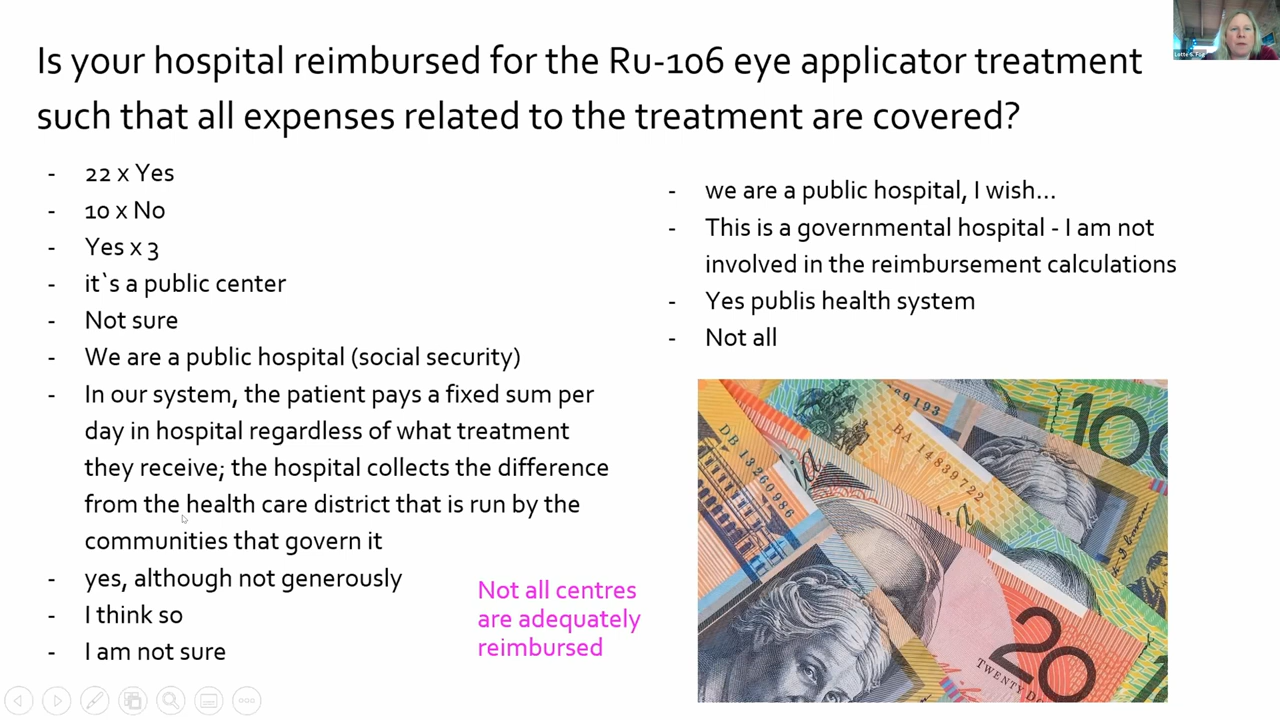 Is your hospital reimbursed for the Ru-106 eye applicator treatment
such that all expenses related to the treatment are covered?
- 22 x Yes
- 10 x No
- Yes x 3
- it`s a public center
- Not sure
- We are a public hospital (social security)
- In our system, the patient pays a fixed sum per
day in hospital regardless of what treatment
they receive; the hospital collects the difference
from the health care district that is run by the
communities that govern it
- yes, although not generously
- I think so
- I am not sure
- we are a public hospital, I wish...
- This is a governmental hospital - I am not
involved in the reimbursement calculations
- Yes publis health system
- Not all
Not all centres
are adequately
reimbursed
DB 13260986
BA 14839722
89193
100
20